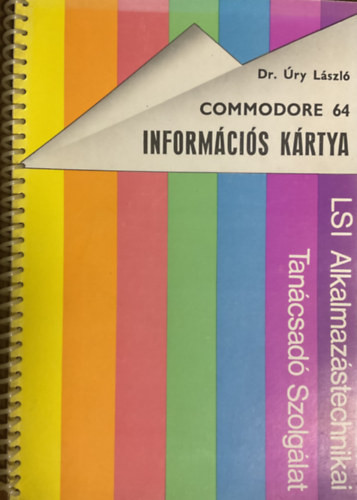 Dr. Úry László
COMMODORE 64
INFORMÁCIÓS KÁRTYA
LSI Alkalmazástechnikai
Tanácsadó Szolgálat